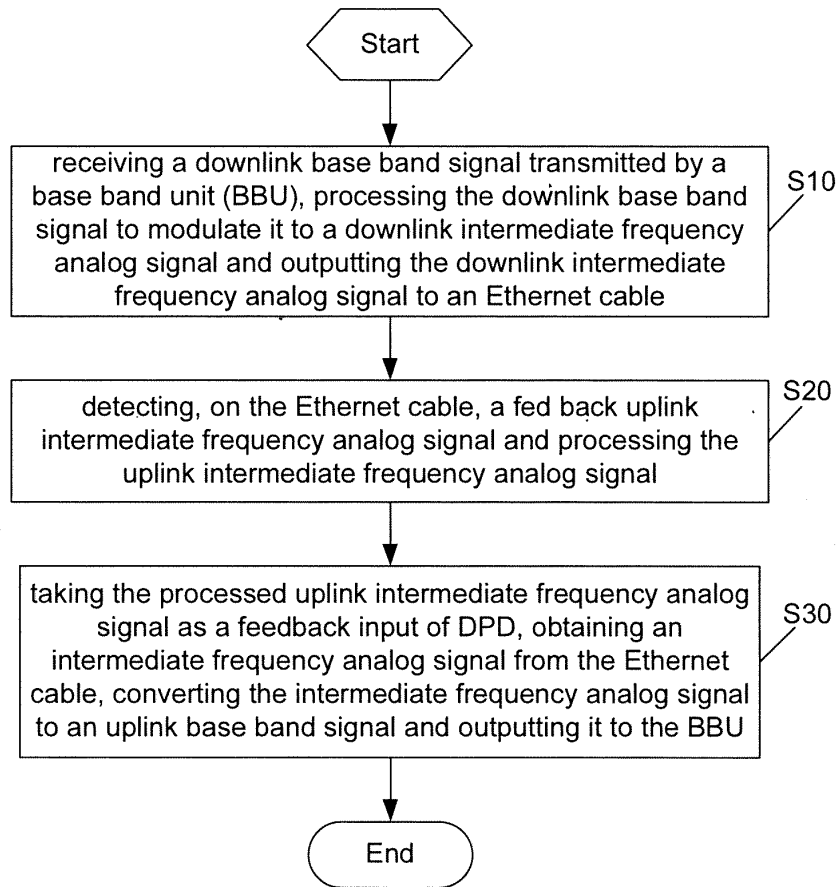 Start
receiving a downlink base band signal transmitted by a
base band unit (BBU), processing the downlink base band
signal to modulate it to a downlink intermediate frequency
analog signal and outputting the downlink intermediate
frequency analog signal to an Ethernet cable
S10
detecting, on the Ethernet cable, a fed back uplink
intermediate frequency analog signal and processing the
uplink intermediate frequency analog signal
S20
taking the processed uplink intermediate frequency analog
signal as a feedback input of DPD, obtaining an
intermediate frequency analog signal from the Ethernet
cable, converting the intermediate frequency analog signal
to an uplink base band signal and outputting it to the BBU
S30
End